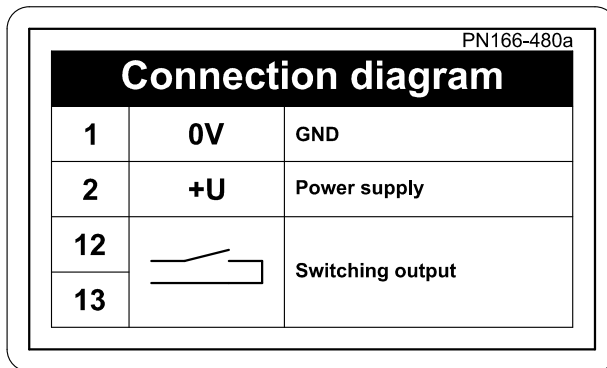 PN166-480a
Connection diagram
1 0V GND
2 +U Power supply
12
Switching output
13